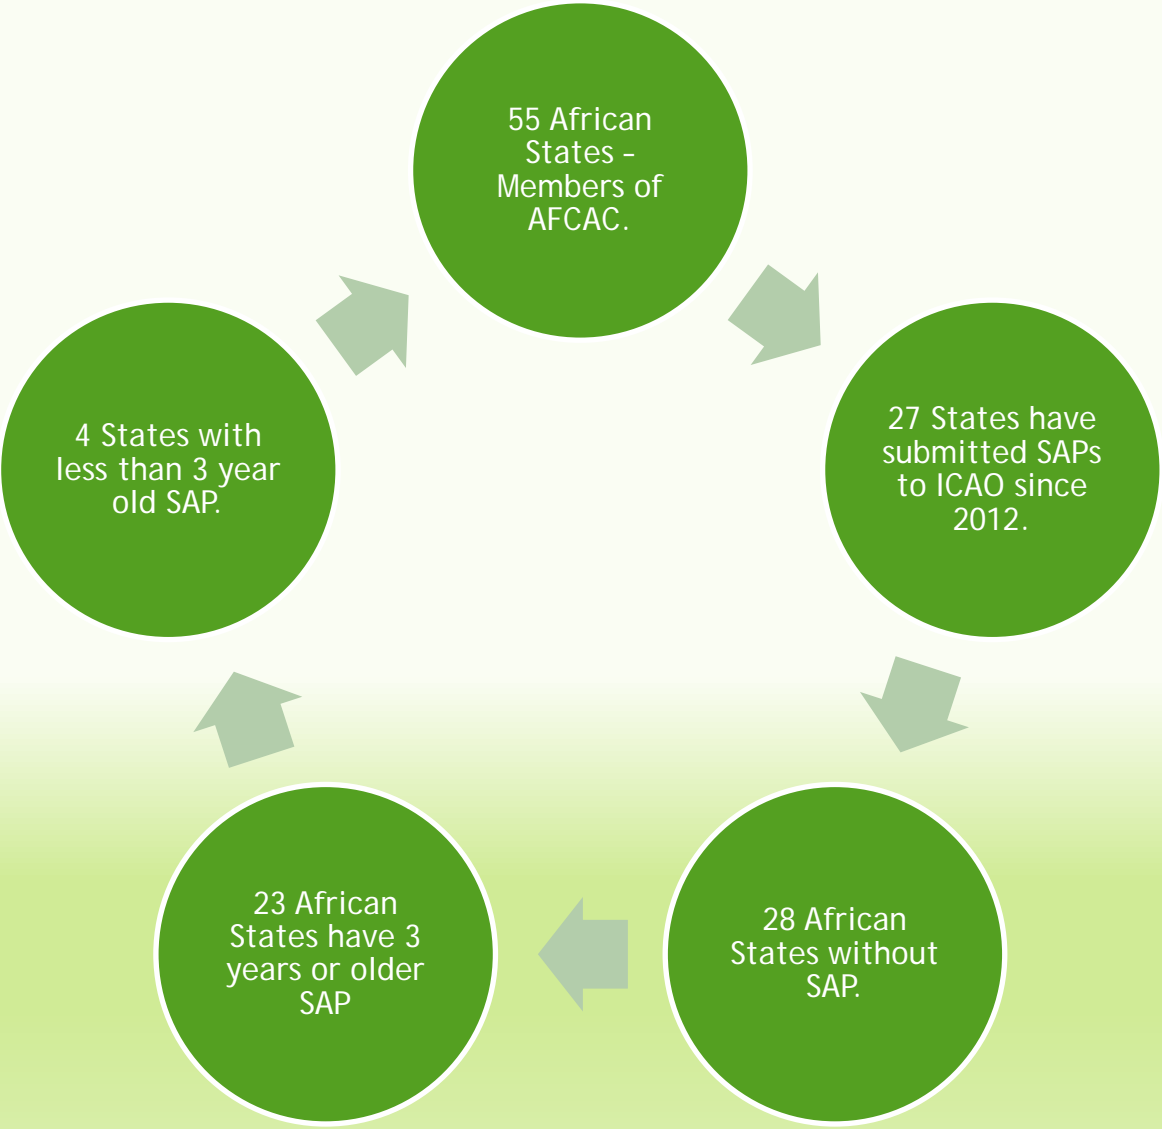 55 African
States –
Members of
AFCAC.
27 States have
submitted SAPs
to ICAO since
2012.
28 African
States without
SAP.
23 African
States have 3
years or older
SAP
4 States with
less than 3 year
old SAP.